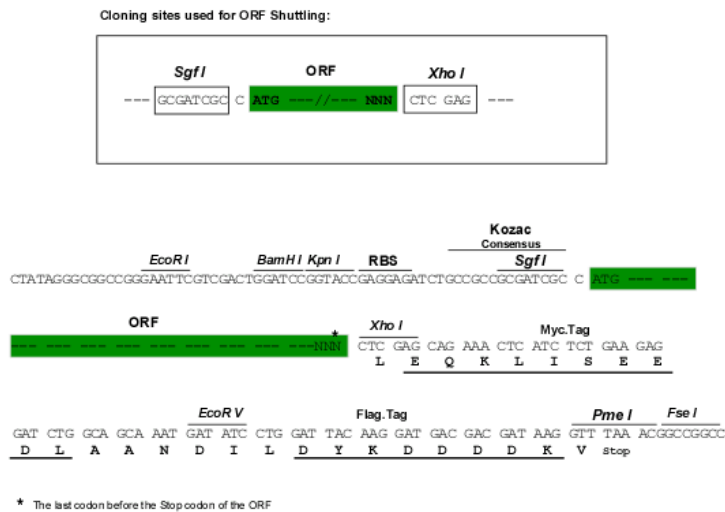 Cloning sites used for ORF Shuttling:
Sgf I ORF Xho I
--- GCGATCGC C ATG ---//--- NNN CTC GAG ---
Kozac
Consensus
EcoR I BamH I Kpn I RBS Sgf I
CTATAGGGCGGCCGGGAATTCGTCGACTGGATCCGGTACCGAGGAGATCTGCCGCCGCGATCGC C ATG --- ---
ORF * Xho I Myc.Tag
--- --- --- --- --- --- --- --- --- ---NNN CTC GAG CAG AAA CTC ATC TCT GAA GAG
L E Q K L I S E E
EcoR V Flag.Tag Pme I Fse I
GAT CTG GCA GCA AAT GAT ATC CTG GAT TAC AAG GAT GAC GAC GAT AAG GTT TAA ACGGCCGGCC
D L A A N D I L D Y K D D D D K V Stop
* The last codon before the Stop codon of the ORF